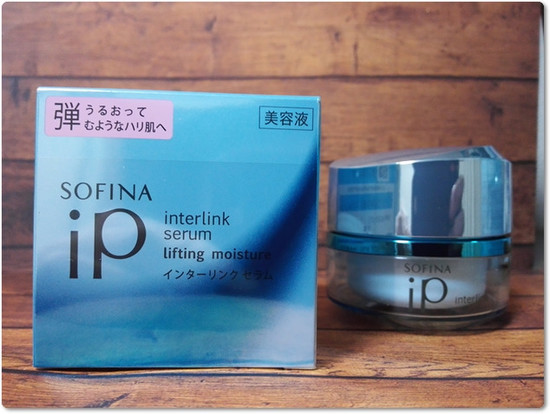 弾 うるおって
むようなハリ肌へ
美容液
SOFINA
iP
interlink
serum
lifting moisture
インターリンク セラム
SOFINA
iP